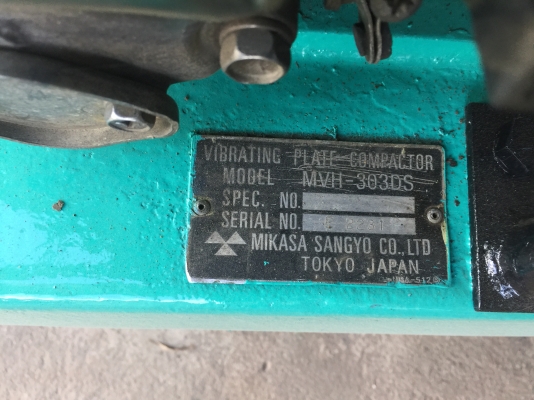 VIBRATING PLATE COMPACTOR
MODEL MVH-303DS
SPEC. NO.
SERIAL NO.
MIKASA SANGYO CO., LTD
TOKYO JAPAN